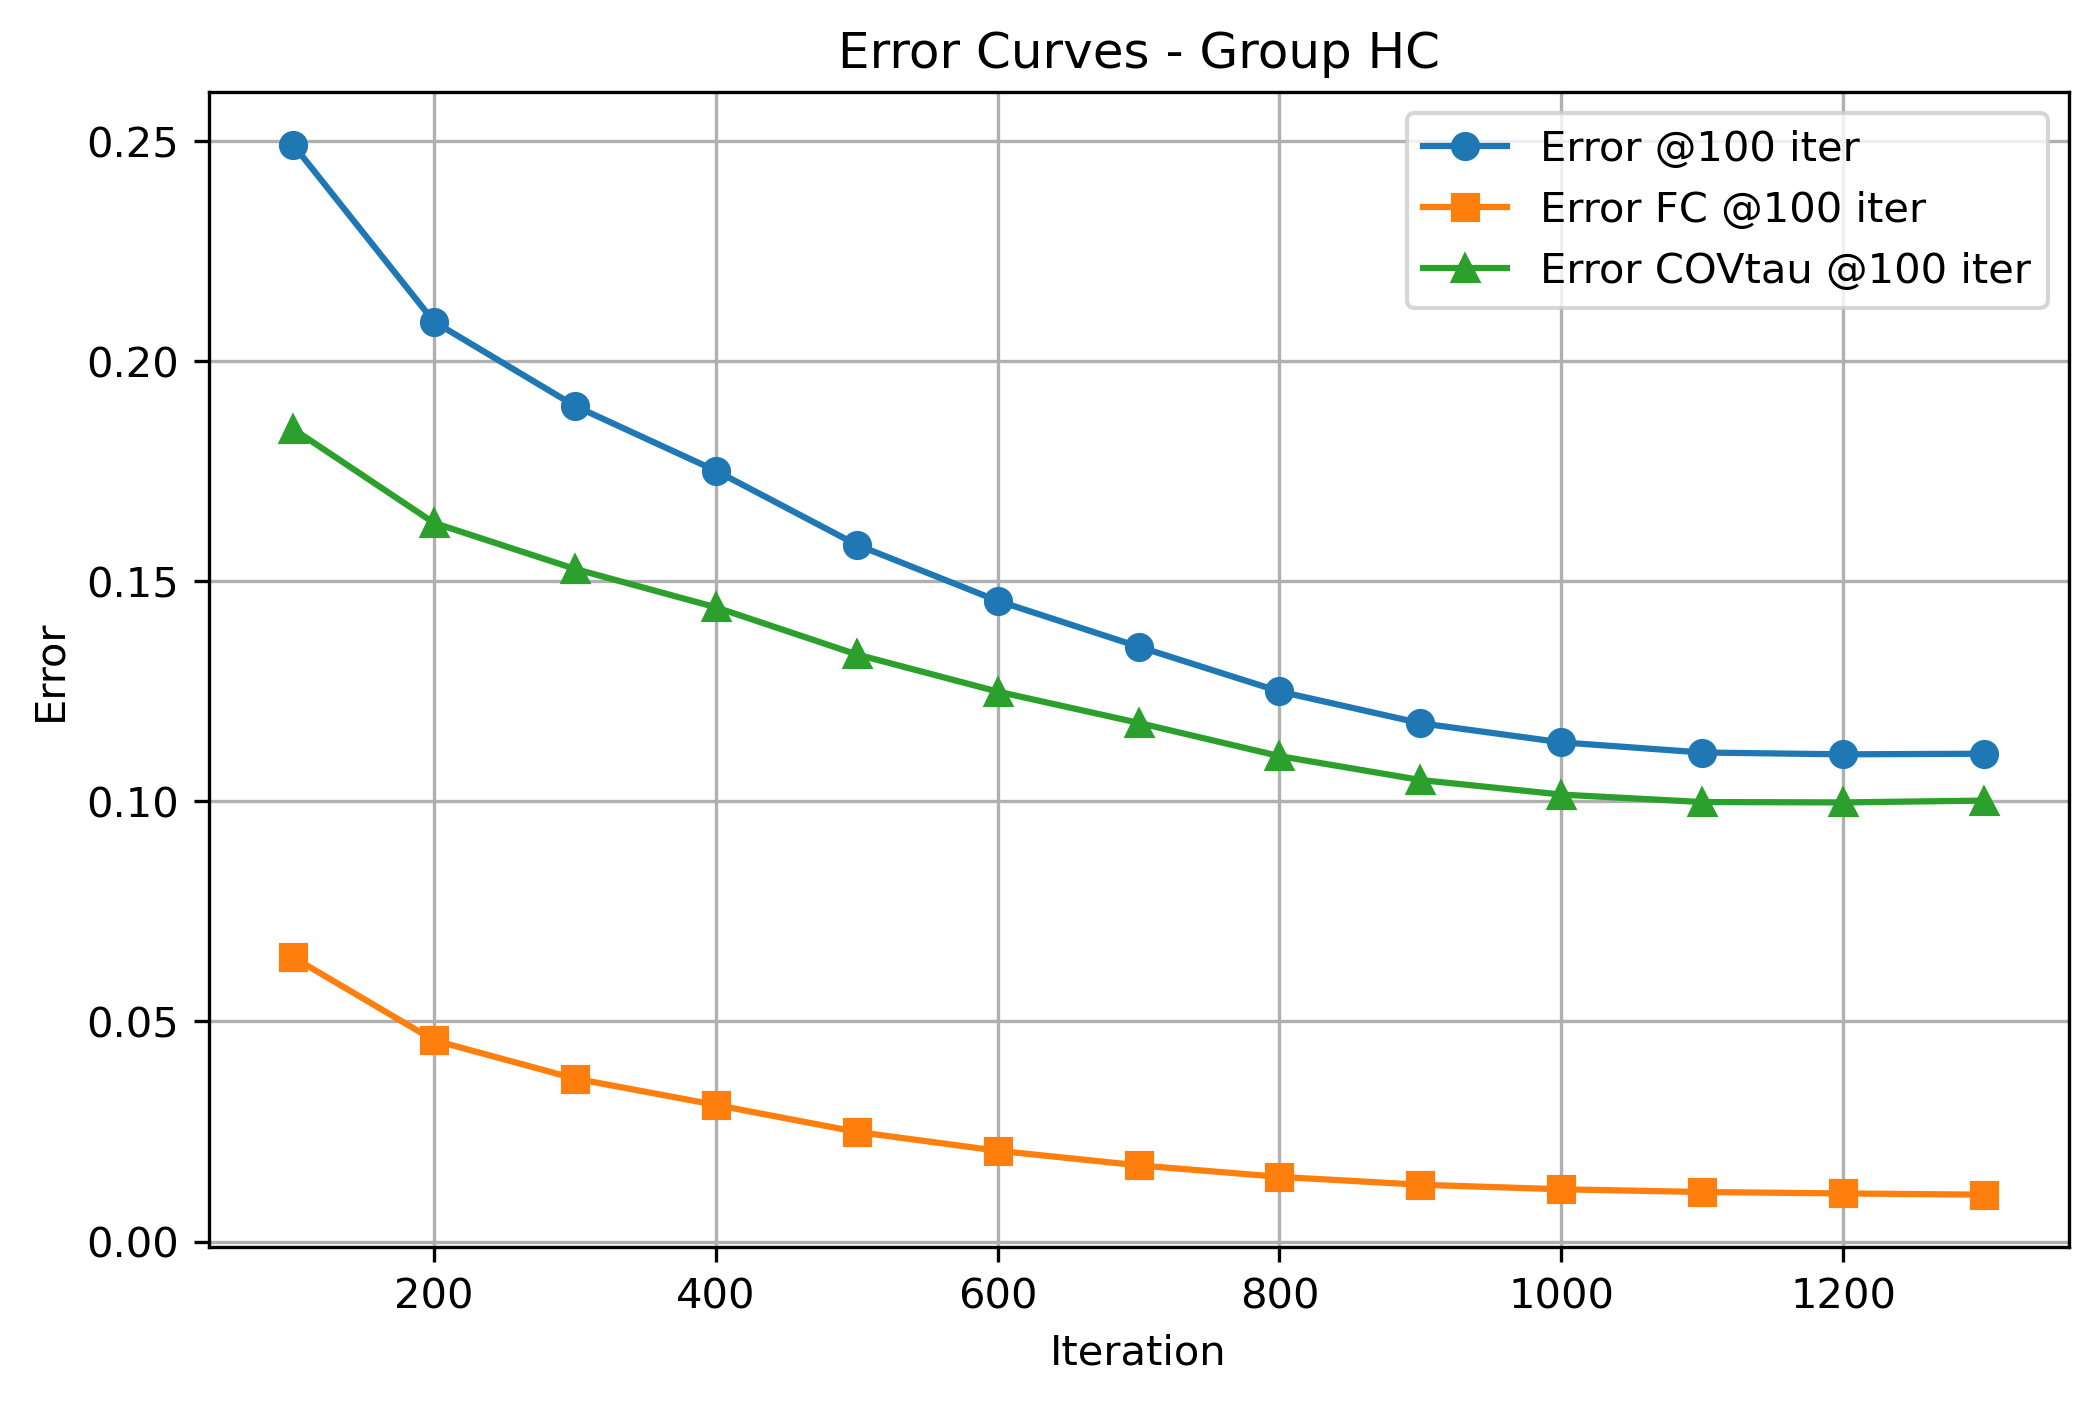 Error Curves - Group HC
Error @100 iter
Error FC @100 iter
Error COVtau @100 iter
0.25
0.20
0.15
0.10
0.05
0.00
Error
200 400 600 800 1000 1200
Iteration